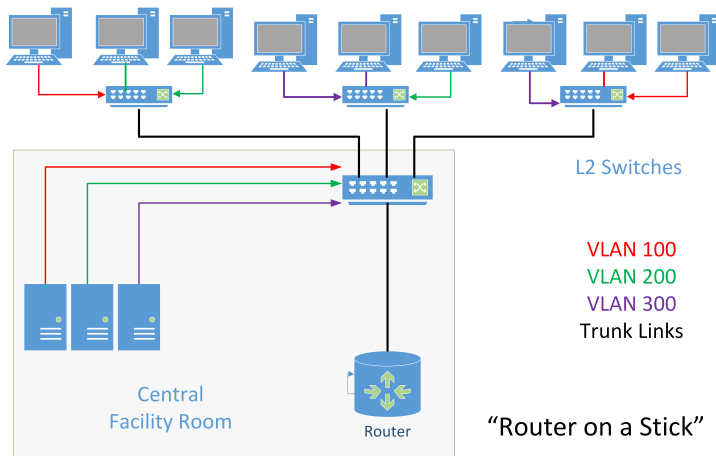 L2 Switches
VLAN 100
VLAN 200
VLAN 300
Trunk Links
Central
Facility Room
Router
“Router on a Stick”